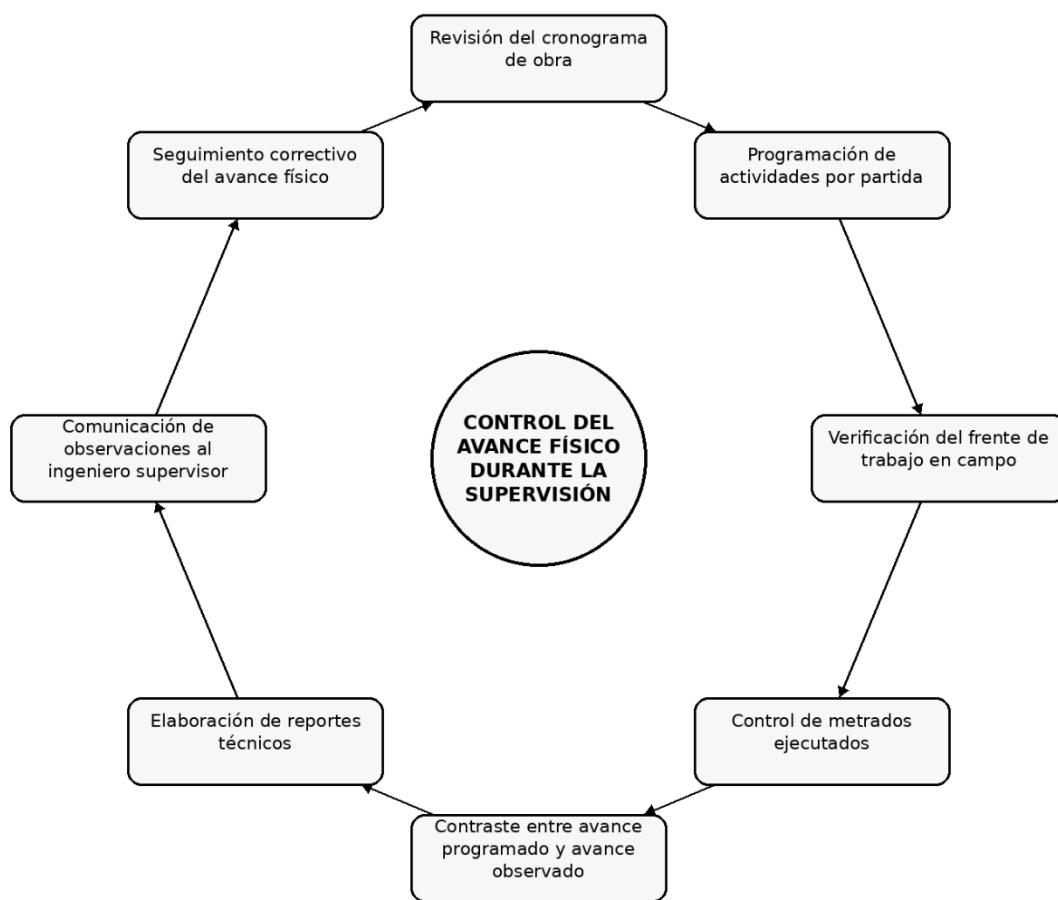 Revisión del cronograma
de obra
Programación de
actividades por partida
Verificación del frente de
trabajo en campo
Control de metrados
ejecutados
Contraste entre avance
programado y avance
observado
Elaboración de reportes
técnicos
Comunicación de
observaciones al
ingeniero supervisor
Seguimiento correctivo
del avance físico
CONTROL DEL
AVANCE FÍSICO
DURANTE LA
SUPERVISIÓN